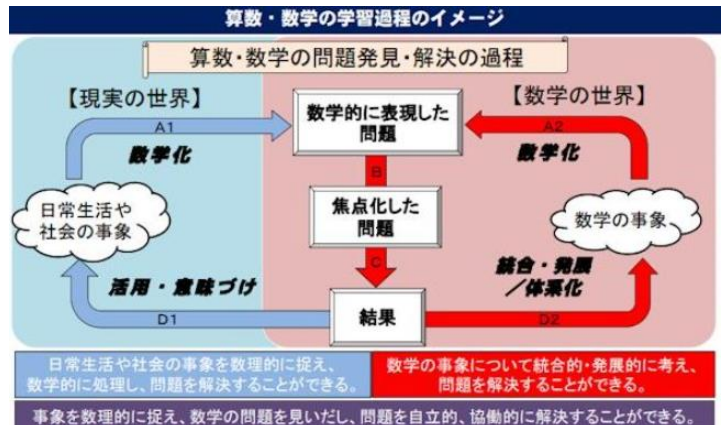 算数・数学の学習過程のイメージ
算数・数学の問題発見・解決の過程
【現実の世界】
【数学の世界】
数学的に表現した
問題
A1
A2
数学化
数学化
B
日常生活や
社会の事象
焦点化した
問題
数学の事象
C
活用・意味づけ
統合・発展
／体系化
結果
D1
D2
日常生活や社会の事象を数理的に捉え、
数学的に処理し、問題を解決することができる。
数学の事象について統合的・発展的に考え、
問題を解決することができる。
事象を数理的に捉え、数学の問題を見いだし、問題を自立的、協働的に解決することができる。